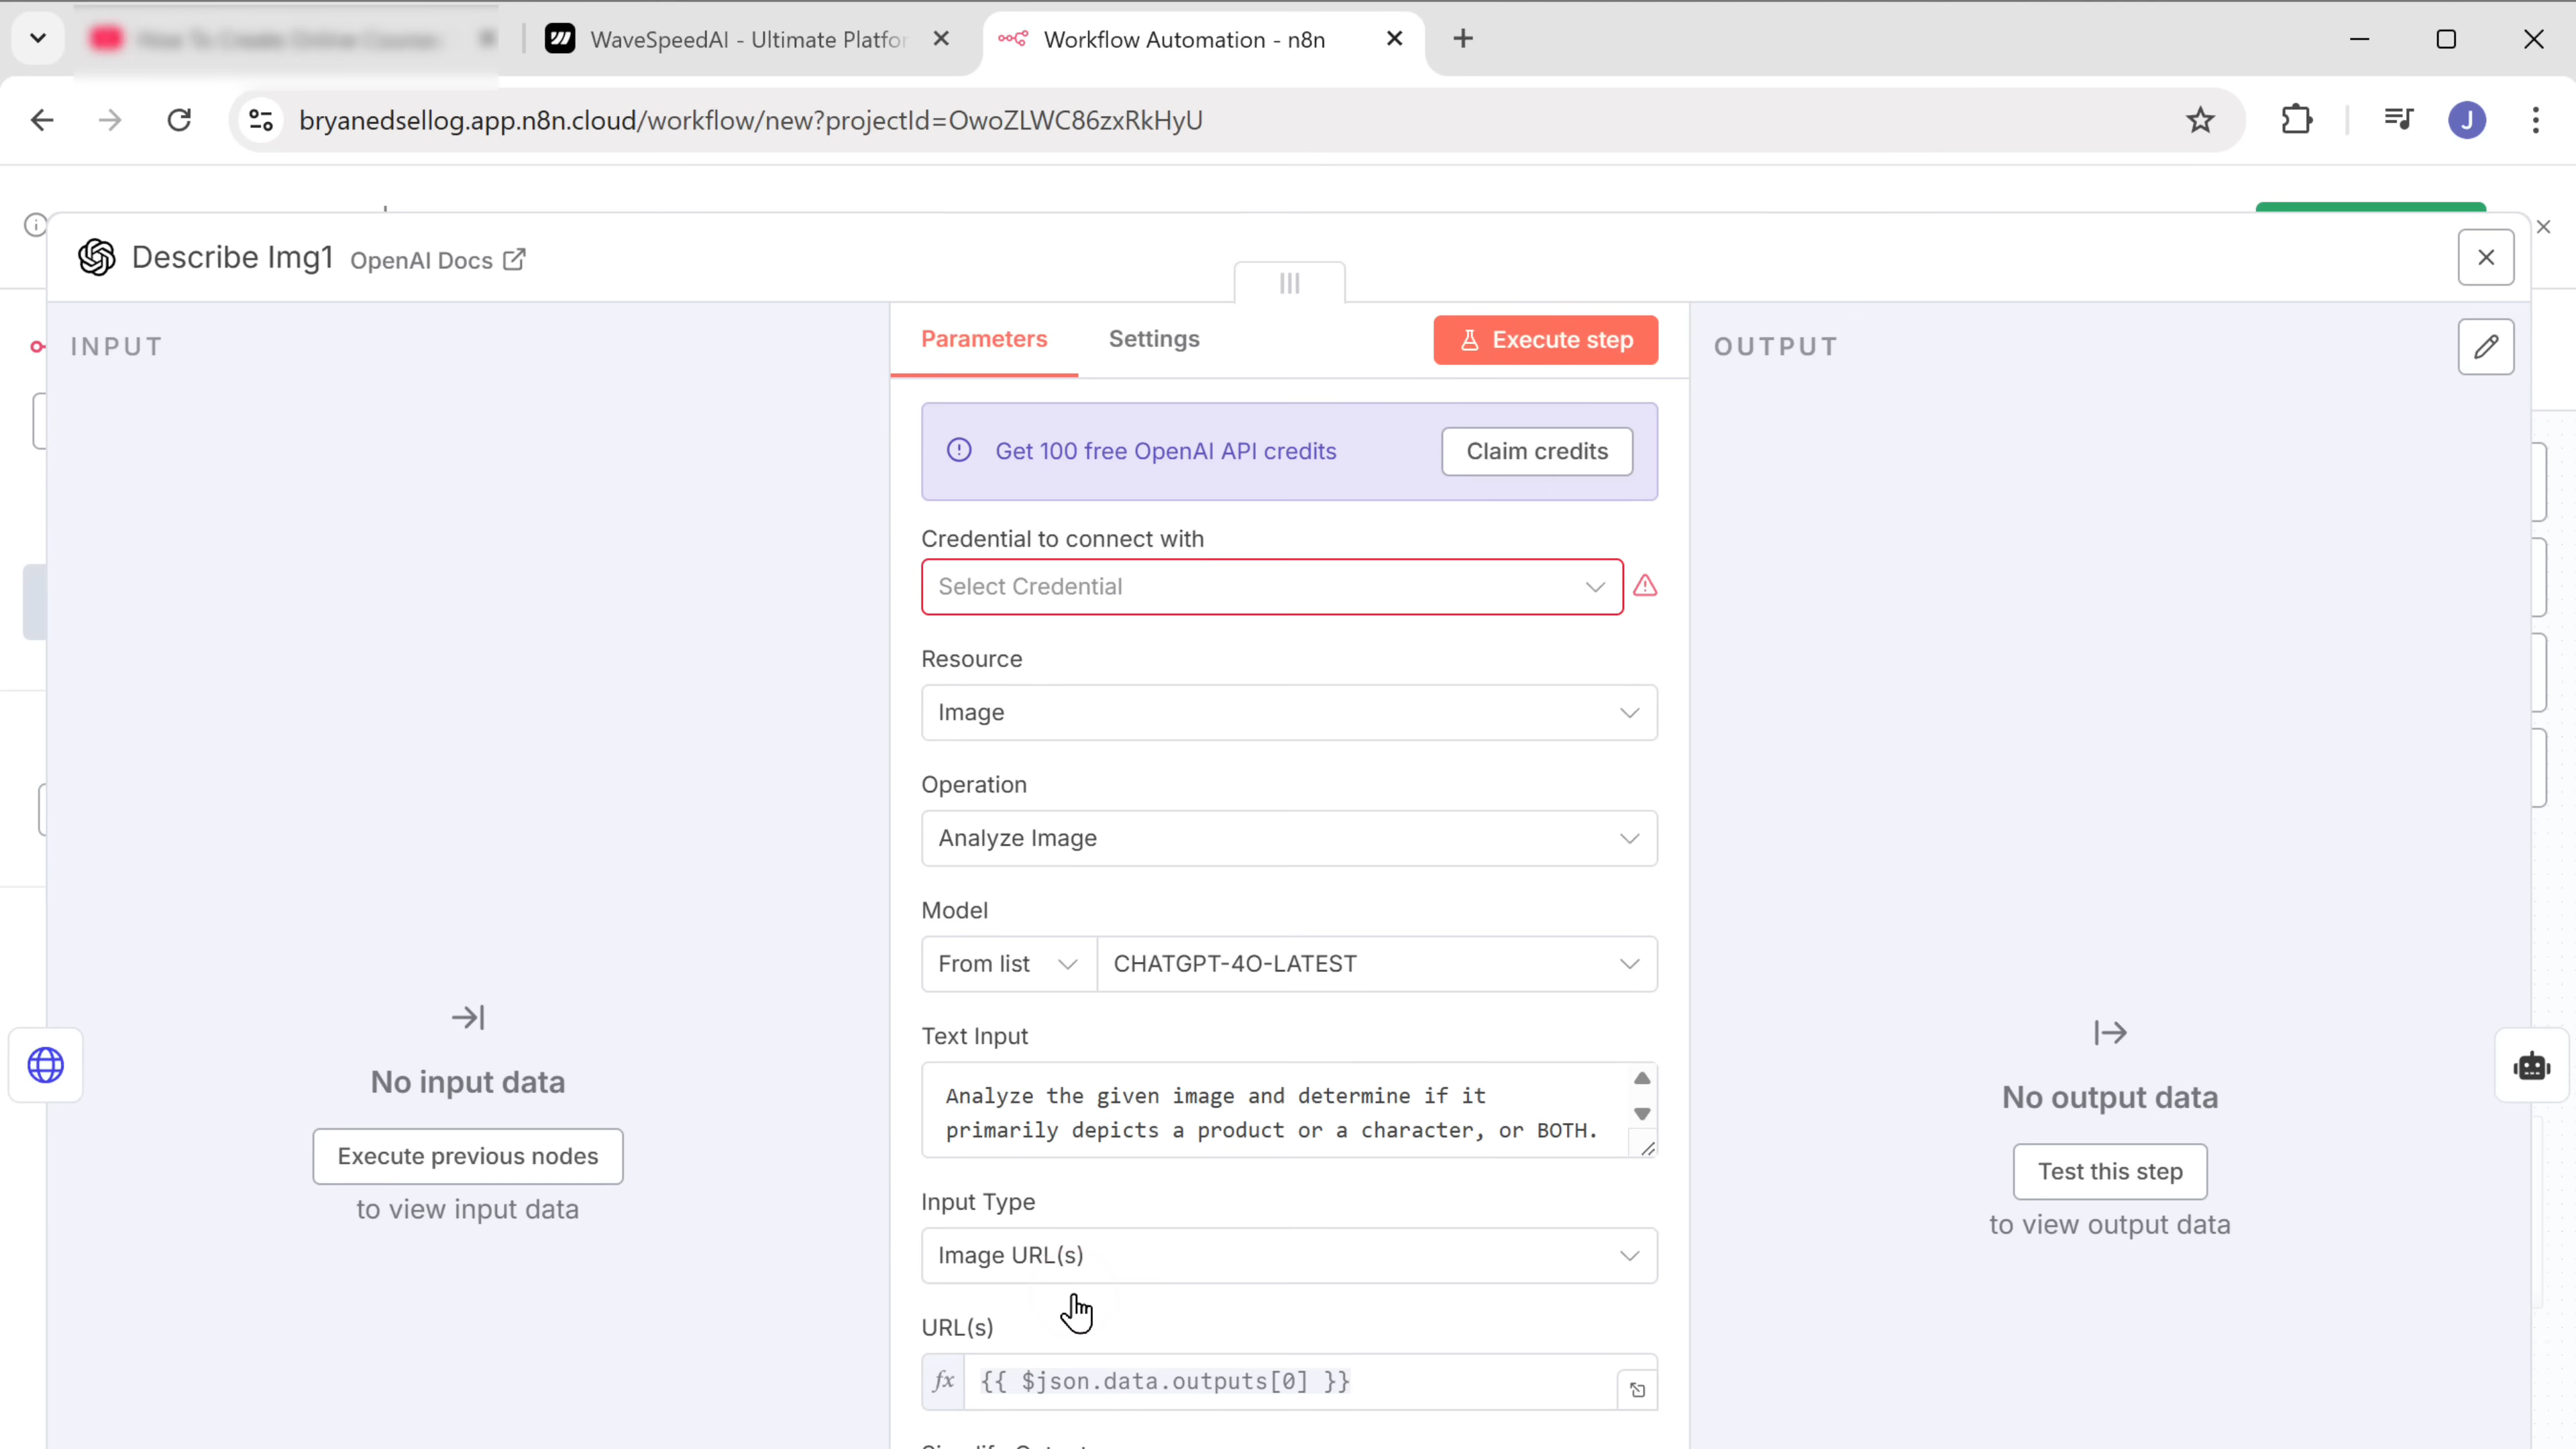 WaveSpeedAI - Ultimate Platfor
Workflow Automation - n8n
bryanedsellog.app.n8n.cloud/workflow/new?projectId=OwoZLWC86zxRkHyU
J
Describe Img1 OpenAI Docs
INPUT
Parameters
Settings
Execute step
OUTPUT
Get 100 free OpenAI API credits
Claim credits
Credential to connect with
Select Credential
Resource
Image
Operation
Analyze Image
Model
From list
CHATGPT-4O-LATEST
Text Input
Analyze the given image and determine if it
primarily depicts a product or a character, or BOTH.
Input Type
Image URL(s)
URL(s)
fx {{ $json.data.outputs[0] }}
No input data
Execute previous nodes
to view input data
No output data
Test this step
to view output data